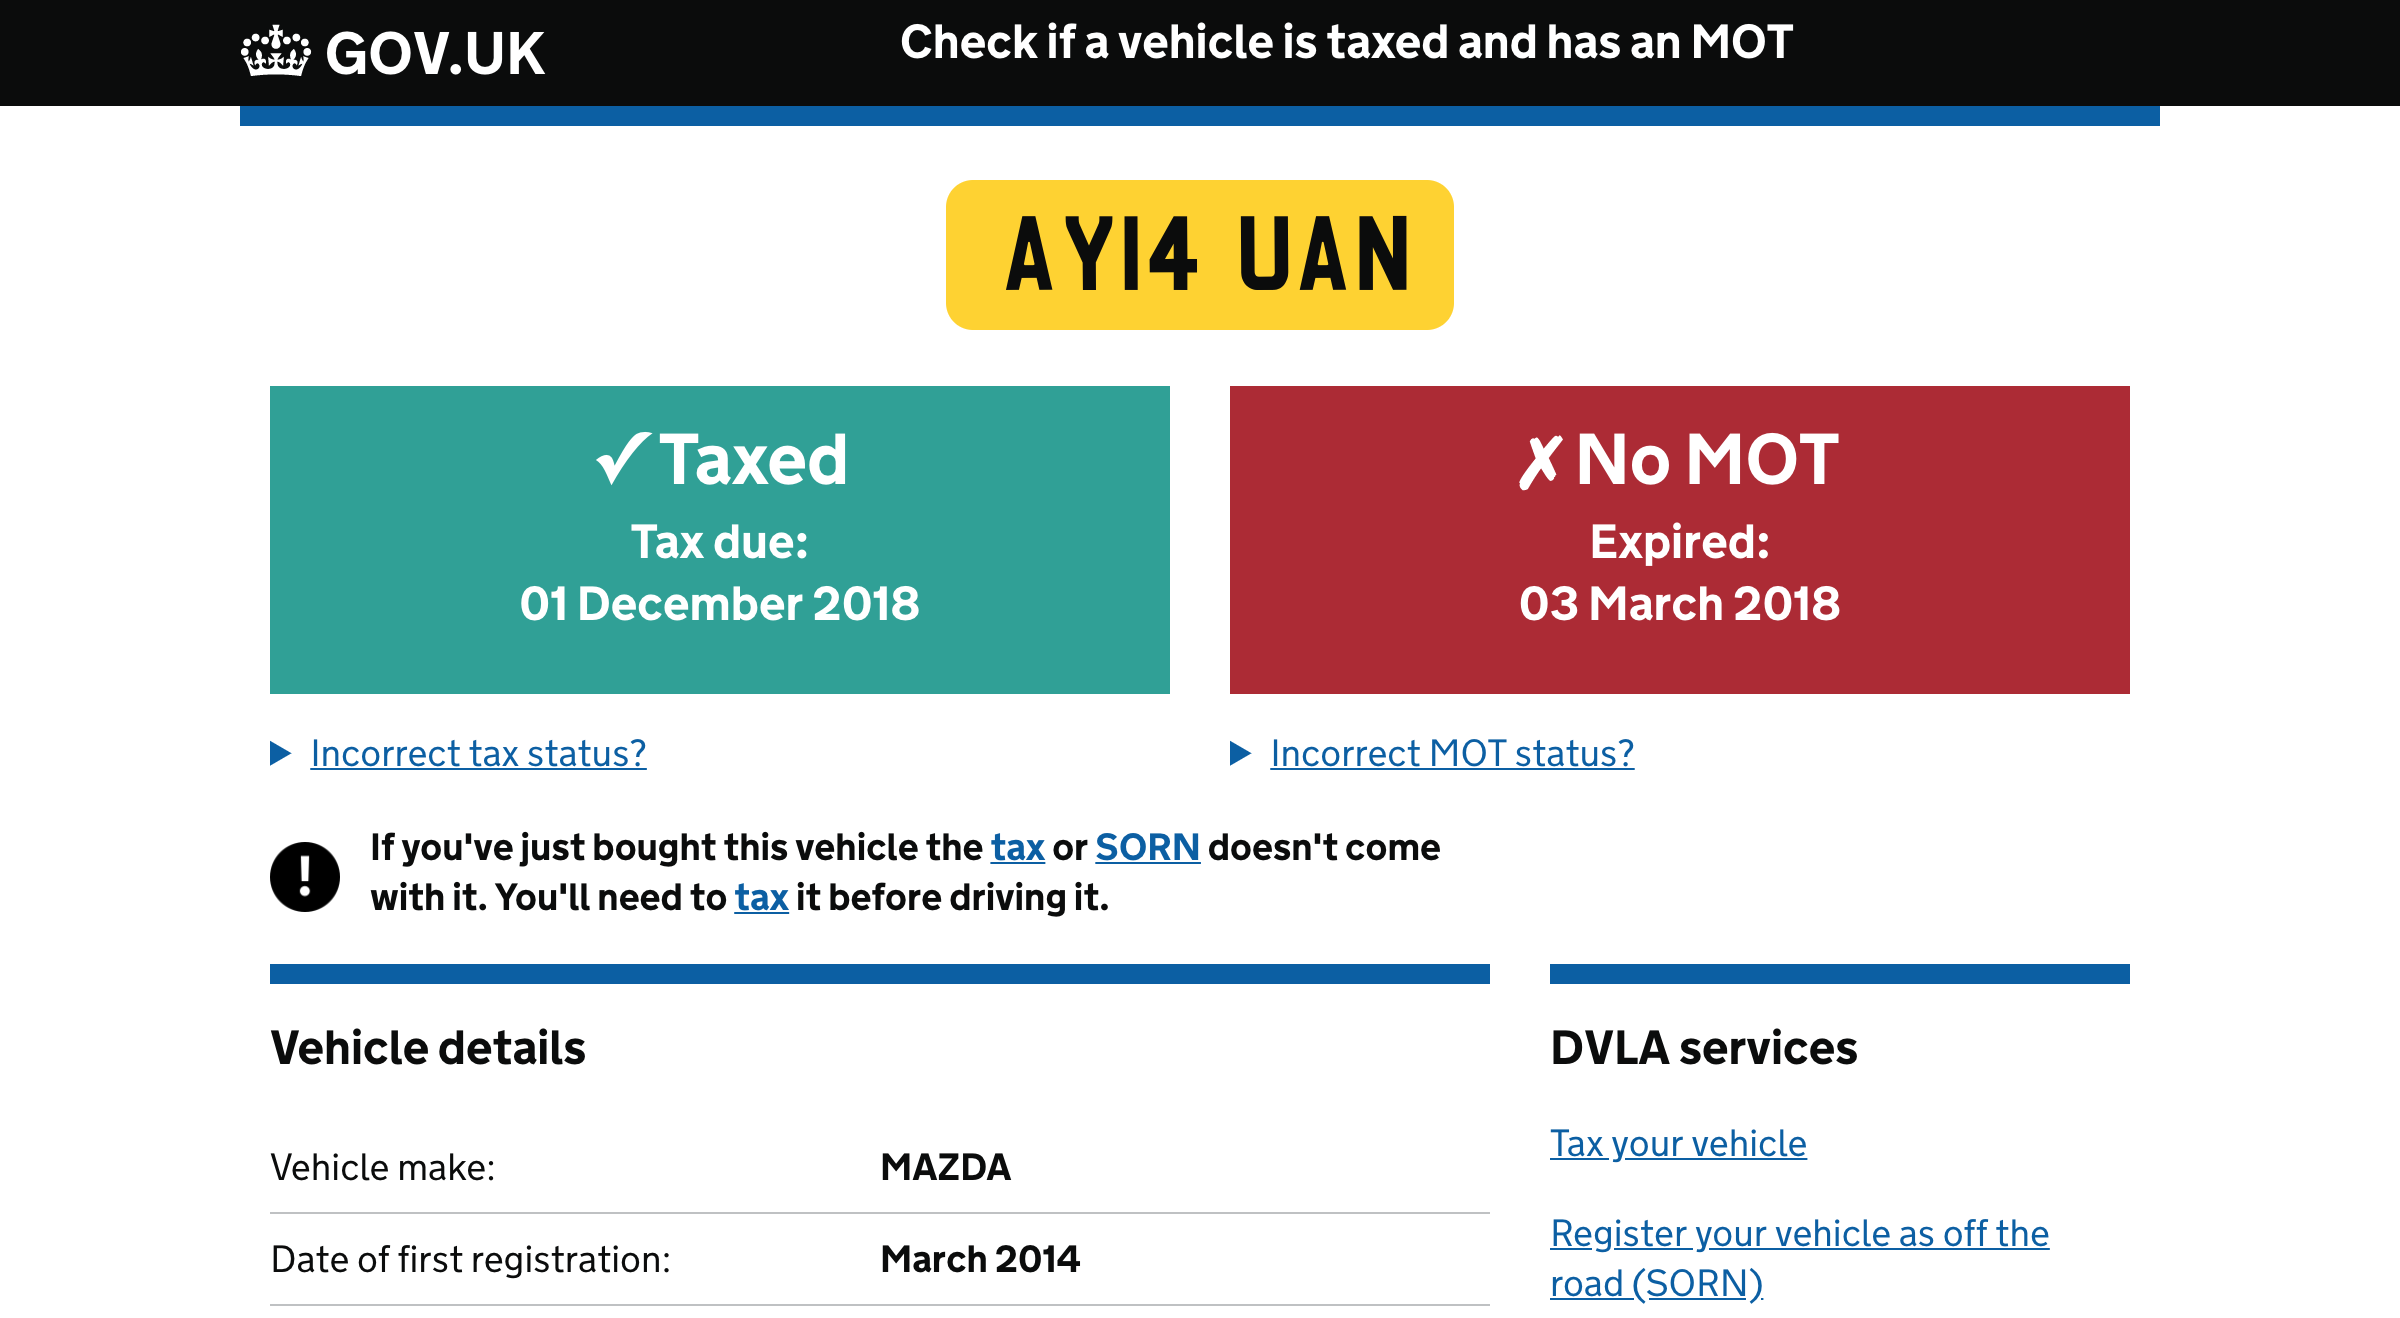 GOV.UK
Check if a vehicle is taxed and has an MOT
AY14 UAN
✓ Taxed
Tax due:
01 December 2018
✗ No MOT
Expired:
03 March 2018
Incorrect tax status?
Incorrect MOT status?
If you've just bought this vehicle the tax or SORN doesn't come
with it. You'll need to tax it before driving it.
Vehicle details
Vehicle make: MAZDA
Date of first registration: March 2014
DVLA services
Tax your vehicle
Register your vehicle as off the
road (SORN)